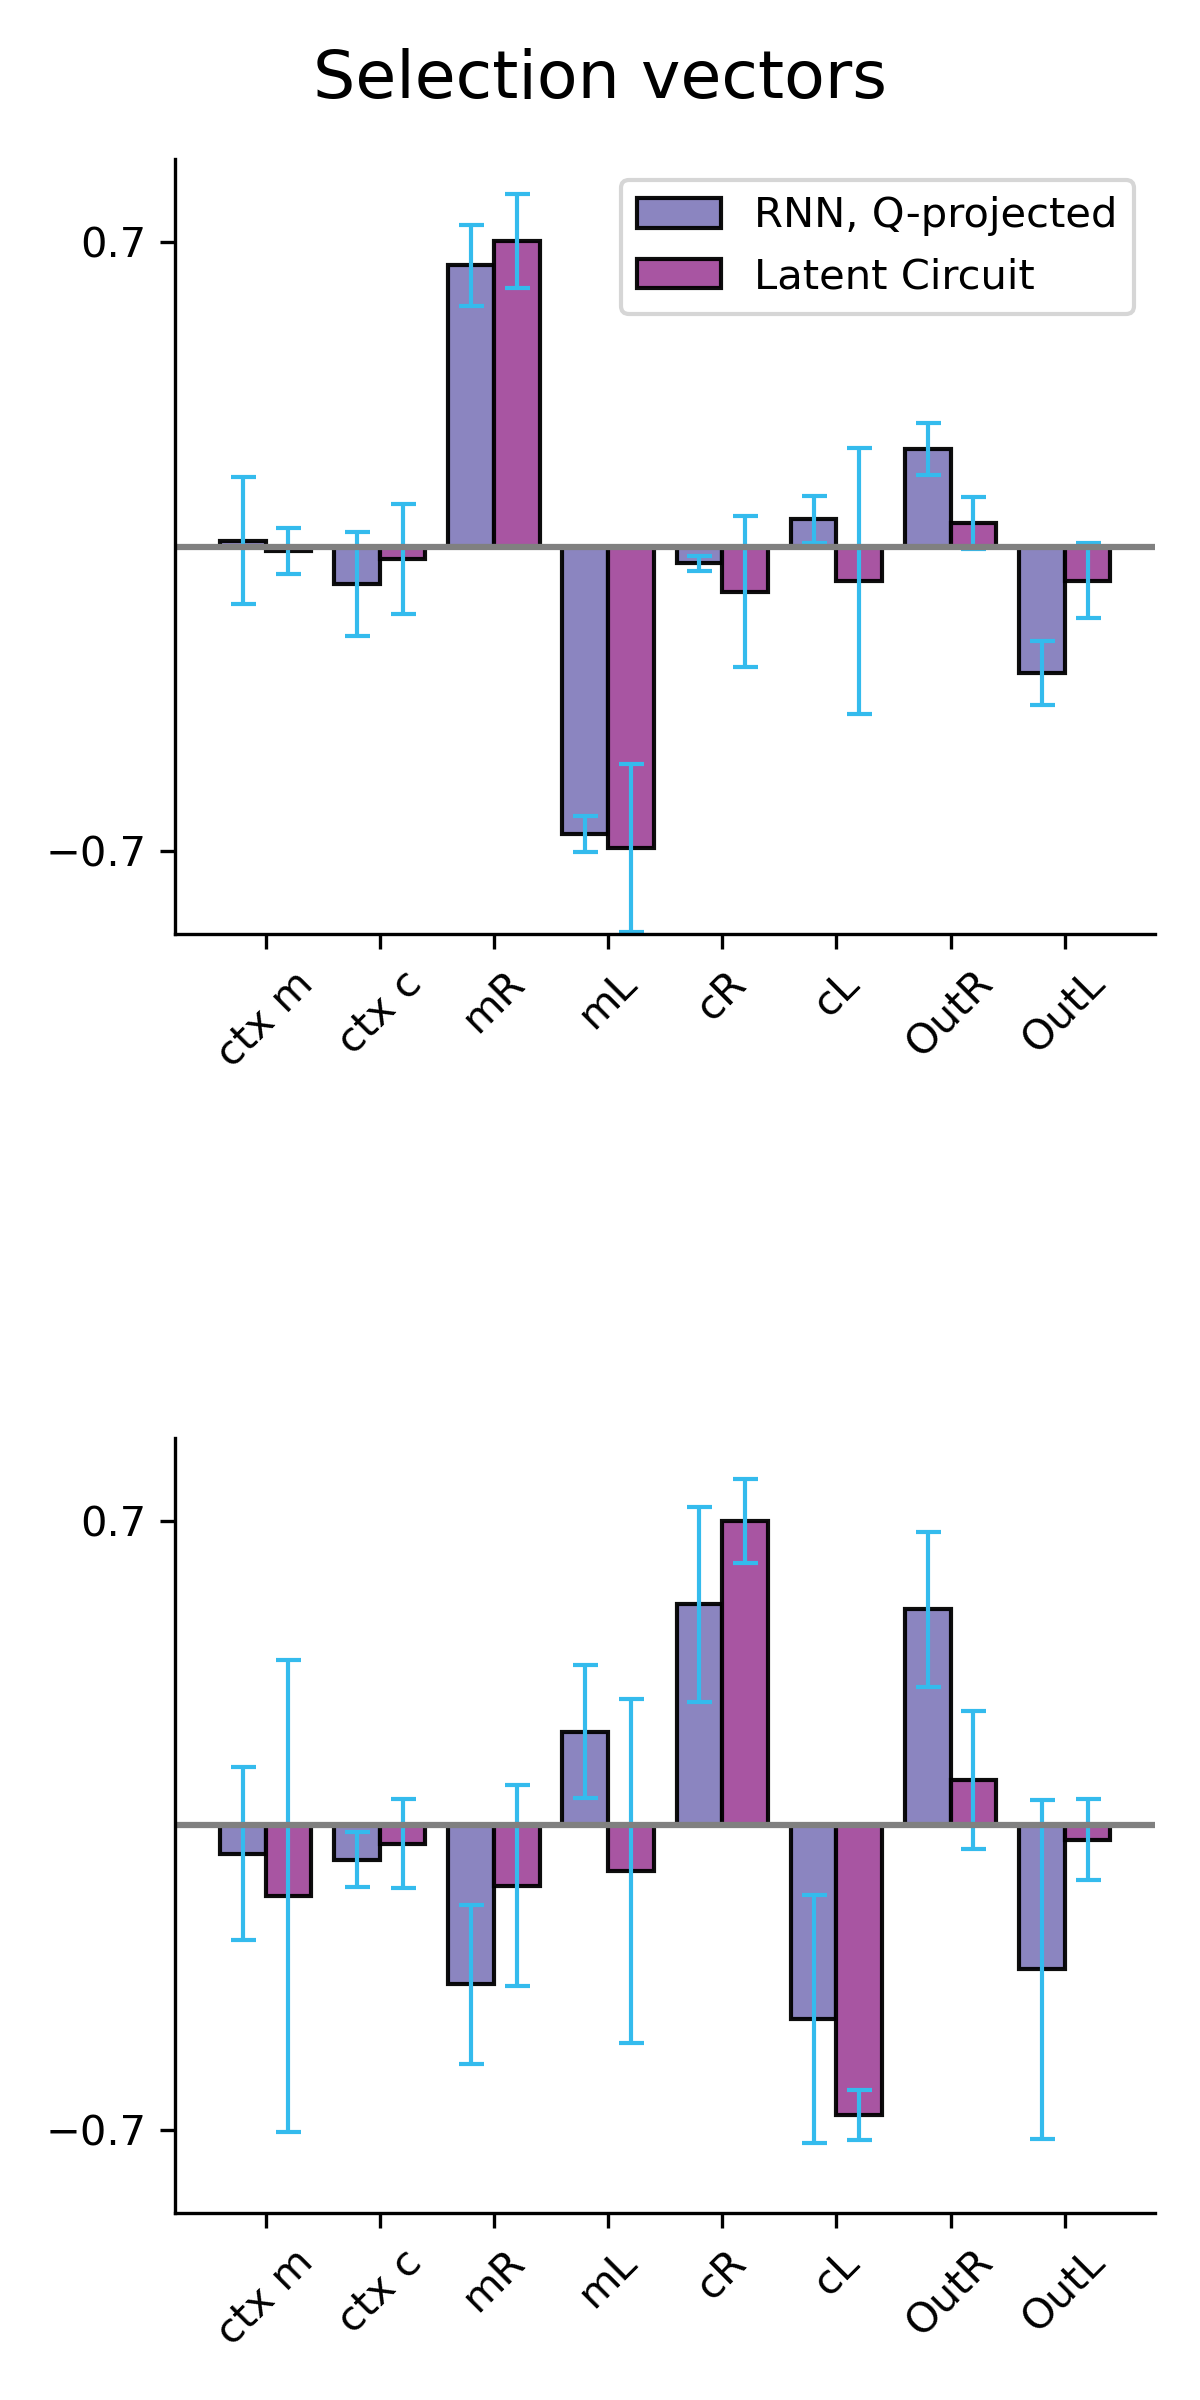 Selection vectors
RNN, Q-projected
Latent Circuit
0.7
−0.7
ctx m
ctx c
mR
mL
cR
cL
OutR
OutL
0.7
−0.7
ctx m
ctx c
mR
mL
cR
cL
OutR
OutL